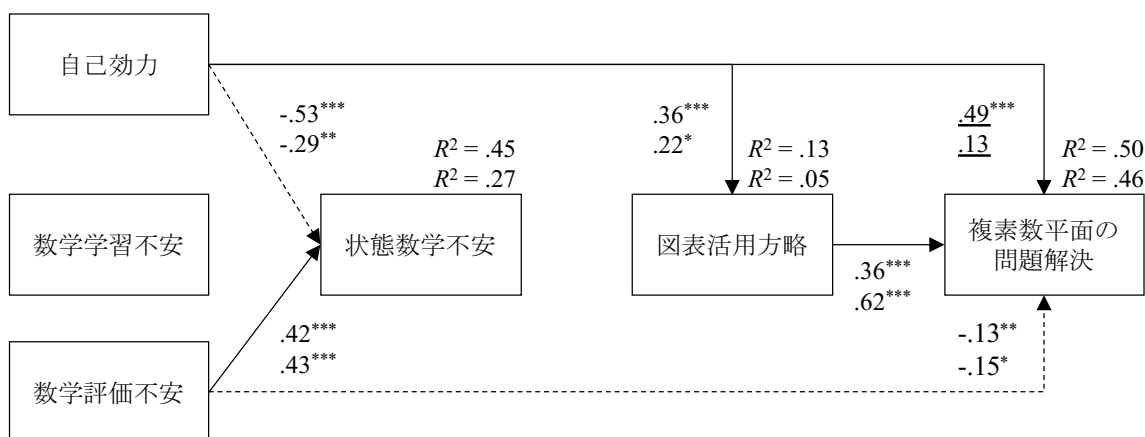 自己効力
-.53***
-.29**
.36***
.22*
.49***
.13
R² = .45
R² = .27
R² = .13
R² = .05
R² = .50
R² = .46
数学学習不安
状態数学不安
図表活用方略
複素数平面の
問題解決
.36***
.62***
.42***
.43***
-.13**
-.15*
数学評価不安